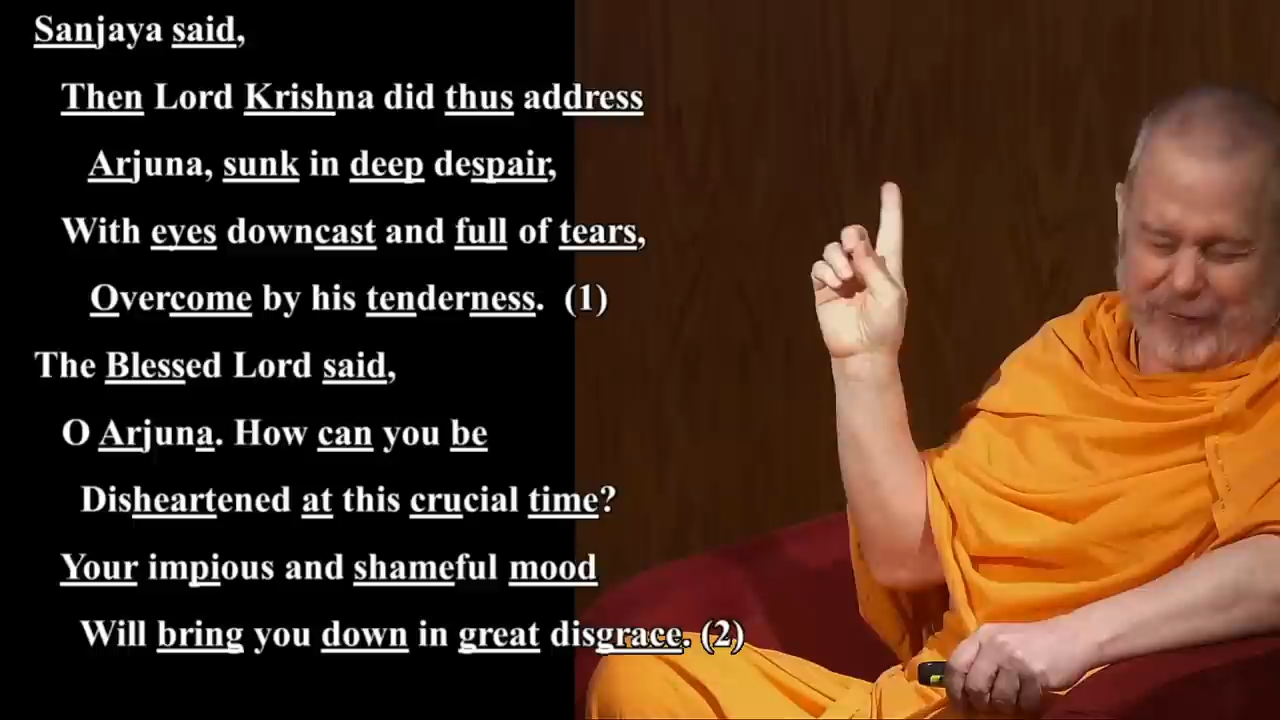 Sanjaya said,
Then Lord Krishna did thus address
Arjuna, sunk in deep despair,
With eyes downcast and full of tears,
Overcome by his tenderness. (1)
The Blessed Lord said,
O Arjuna. How can you be
Disheartened at this crucial time?
Your impious and shameful mood
Will bring you down in great disgrace. (2)